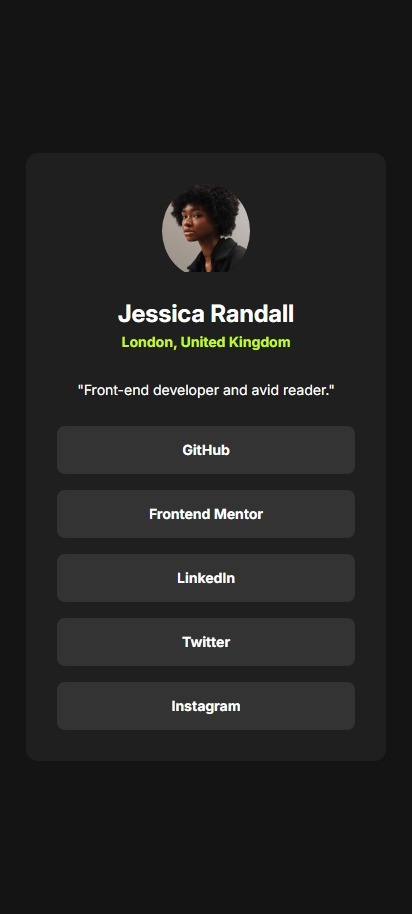 Jessica Randall
London, United Kingdom
"Front-end developer and avid reader."
GitHub
Frontend Mentor
LinkedIn
Twitter
Instagram